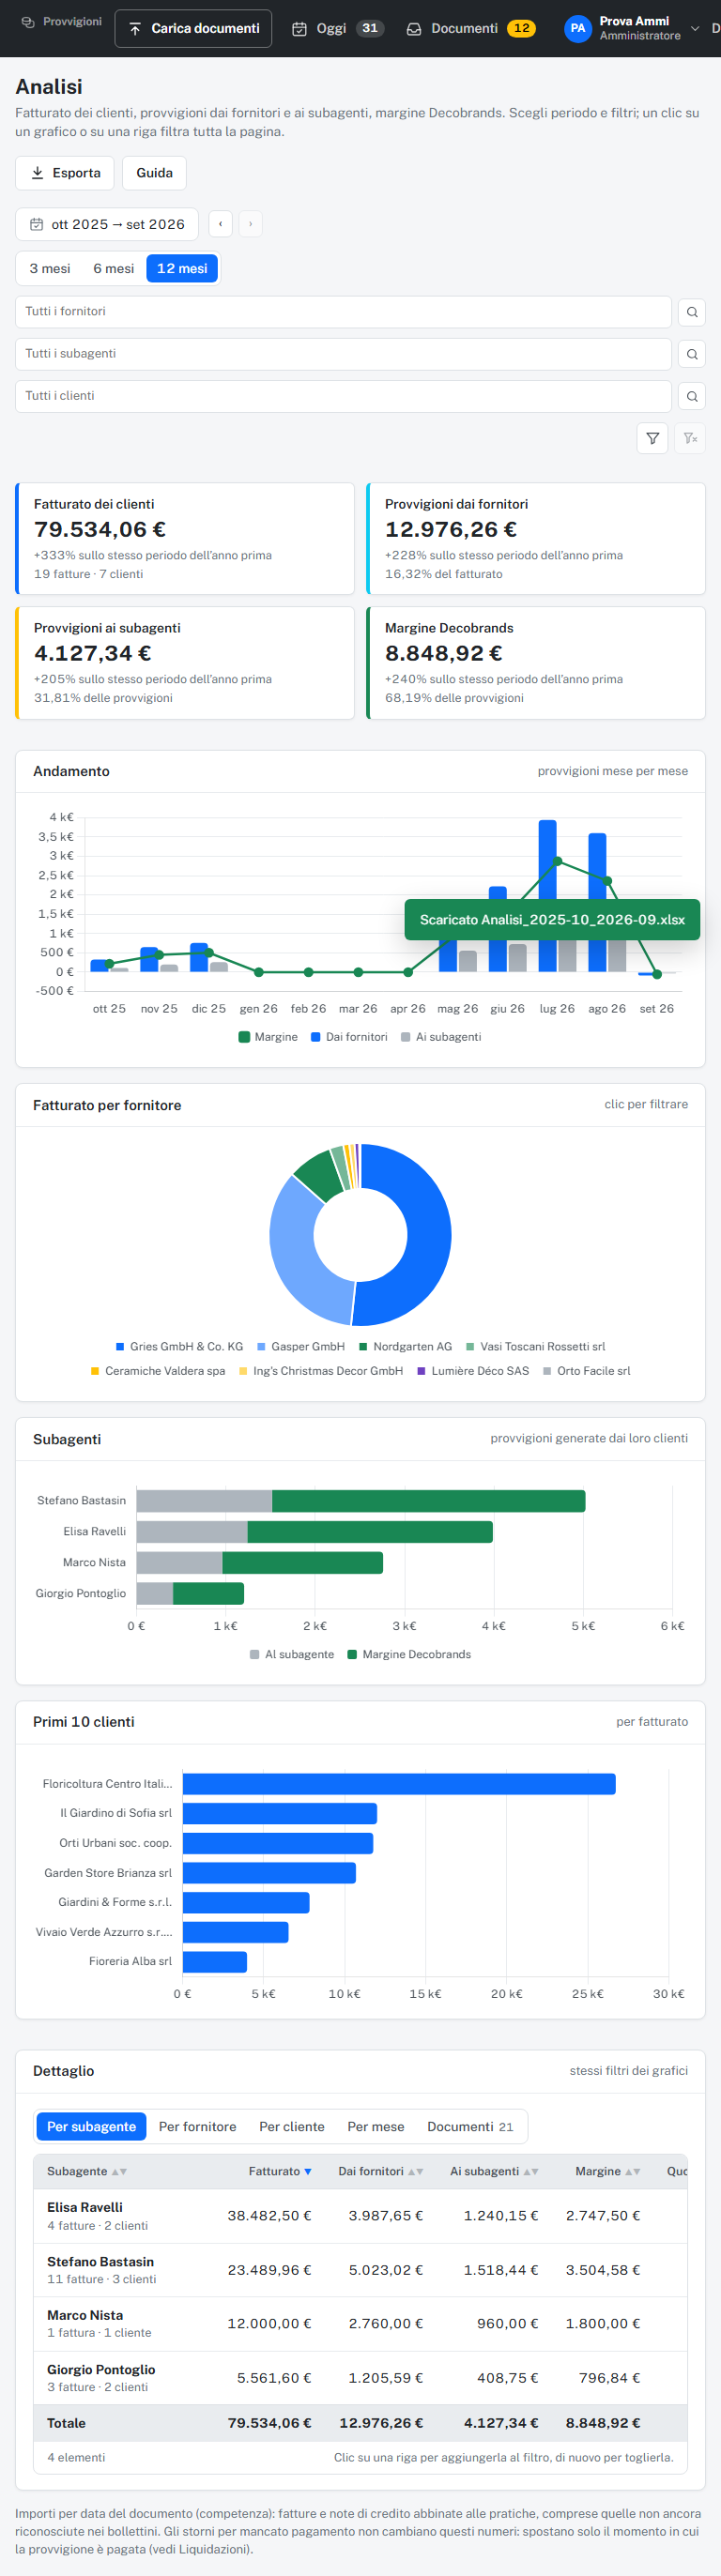 Provvigioni
Carica documenti
Oggi 31
Documenti 12
PA
Prova Ammi
Amministratore
D
Analisi
Fatturato dei clienti, provvigioni dai fornitori e ai subagenti, margine Decobrands. Scegli periodo e filtri; un clic su
un grafico o su una riga filtra tutta la pagina.
Esporta
Guida
ott 2025 → set 2026
‹
›
3 mesi
6 mesi
12 mesi
Tutti i fornitori
Tutti i subagenti
Tutti i clienti
Fatturato dei clienti
79.534,06 €
+333% sullo stesso periodo dell'anno prima
19 fatture · 7 clienti
Provvigioni dai fornitori
12.976,26 €
+228% sullo stesso periodo dell'anno prima
16,32% del fatturato
Provvigioni ai subagenti
4.127,34 €
+205% sullo stesso periodo dell'anno prima
31,81% delle provvigioni
Margine Decobrands
8.848,92 €
+240% sullo stesso periodo dell'anno prima
68,19% delle provvigioni
Andamento
provvigioni mese per mese
4 k€
3,5 k€
3 k€
2,5 k€
2 k€
1,5 k€
1 k€
500 €
0 €
-500 €
Scaricato Analisi_2025-10_2026-09.xlsx
ott 25 nov 25 dic 25 gen 26 feb 26 mar 26 apr 26 mag 26 giu 26 lug 26 ago 26 set 26
Margine Dai fornitori Ai subagenti
Fatturato per fornitore
clic per filtrare
Gries GmbH & Co. KG Gasper GmbH Nordgarten AG Vasi Toscani Rossetti srl
Ceramiche Valdera spa Ing's Christmas Decor GmbH Lumière Déco SAS Orto Facile srl
Subagenti
provvigioni generate dai loro clienti
Stefano Bastasin
Elisa Ravelli
Marco Nista
Giorgio Pontoglio
0 € 1 k€ 2 k€ 3 k€ 4 k€ 5 k€ 6 k€
Al subagente Margine Decobrands
Primi 10 clienti
per fatturato
Floricoltura Centro Itali...
Il Giardino di Sofia srl
Orti Urbani soc. coop.
Garden Store Brianza srl
Giardini & Forme s.r.l.
Vivaio Verde Azzurro s.r....
Fioreria Alba srl
0 € 5 k€ 10 k€ 15 k€ 20 k€ 25 k€ 30 k€
Dettaglio
stessi filtri dei grafici
Per subagente Per fornitore Per cliente Per mese Documenti 21
Subagente ▲▼ Fatturato ▼ Dai fornitori ▲▼ Ai subagenti ▲▼ Margine ▲▼ Quo
Elisa Ravelli
4 fatture · 2 clienti
38.482,50 € 3.987,65 € 1.240,15 € 2.747,50 €
Stefano Bastasin
11 fatture · 3 clienti
23.489,96 € 5.023,02 € 1.518,44 € 3.504,58 €
Marco Nista
1 fattura · 1 cliente
12.000,00 € 2.760,00 € 960,00 € 1.800,00 €
Giorgio Pontoglio
3 fatture · 2 clienti
5.561,60 € 1.205,59 € 408,75 € 796,84 €
Totale 79.534,06 € 12.976,26 € 4.127,34 € 8.848,92 €
4 elementi
Clic su una riga per aggiungerla al filtro, di nuovo per toglierla.
Importi per data del documento (competenza): fatture e note di credito abbinate alle pratiche, comprese quelle non ancora
riconosciute nei bollettini. Gli storni per mancato pagamento non cambiano questi numeri: spostano solo il momento in cui
la provvigione è pagata (vedi Liquidazioni).